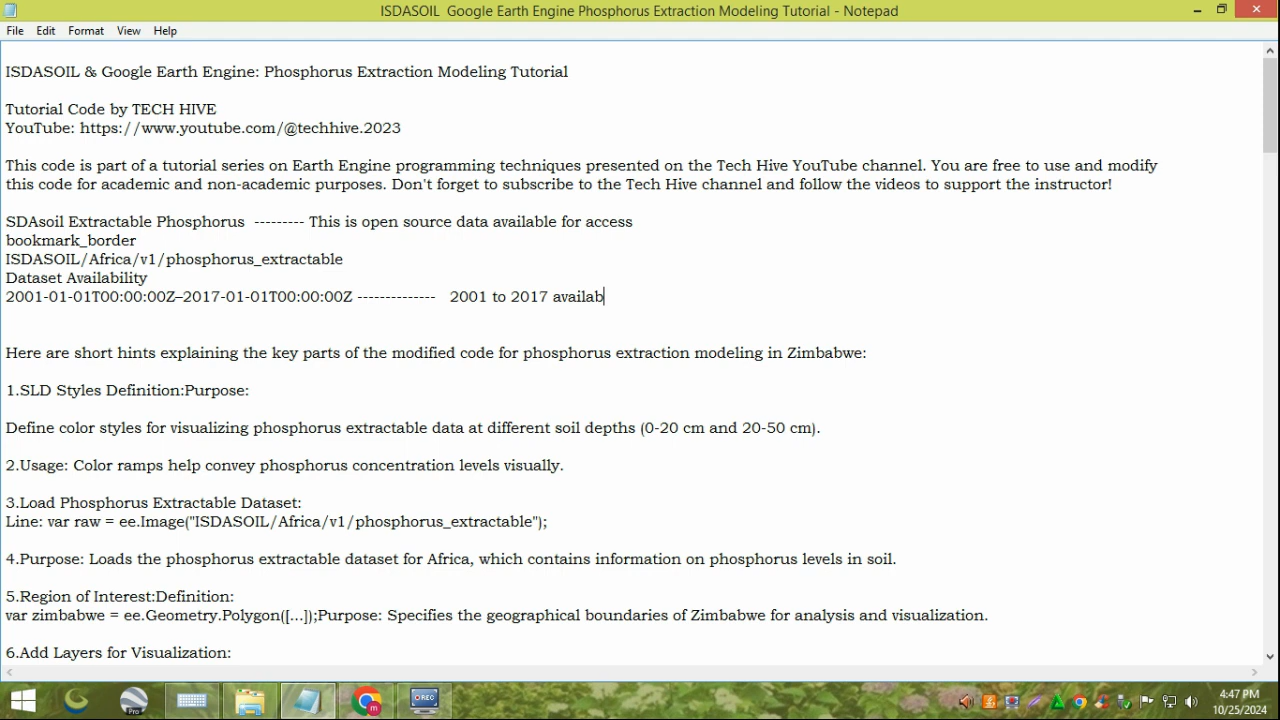 ISDASOIL  Google Earth Engine Phosphorus Extraction Modeling Tutorial - Notepad
File Edit Format View Help
ISDASOIL & Google Earth Engine: Phosphorus Extraction Modeling Tutorial
Tutorial Code by TECH HIVE
YouTube: https://www.youtube.com/@techhive.2023
This code is part of a tutorial series on Earth Engine programming techniques presented on the Tech Hive YouTube channel. You are free to use and modify
this code for academic and non-academic purposes. Don't forget to subscribe to the Tech Hive channel and follow the videos to support the instructor!
SDAsoil Extractable Phosphorus  --------- This is open source data available for access
bookmark_border
ISDASOIL/Africa/v1/phosphorus_extractable
Dataset Availability
2001-01-01T00:00:00Z–2017-01-01T00:00:00Z --------------   2001 to 2017 availab
Here are short hints explaining the key parts of the modified code for phosphorus extraction modeling in Zimbabwe:
1.SLD Styles Definition:Purpose:
Define color styles for visualizing phosphorus extractable data at different soil depths (0-20 cm and 20-50 cm).
2.Usage: Color ramps help convey phosphorus concentration levels visually.
3.Load Phosphorus Extractable Dataset:
Line: var raw = ee.Image("ISDASOIL/Africa/v1/phosphorus_extractable");
4.Purpose: Loads the phosphorus extractable dataset for Africa, which contains information on phosphorus levels in soil.
5.Region of Interest:Definition:
var zimbabwe = ee.Geometry.Polygon([...]);Purpose: Specifies the geographical boundaries of Zimbabwe for analysis and visualization.
6.Add Layers for Visualization:
Pro
m
REC
4:47 PM
10/25/2024